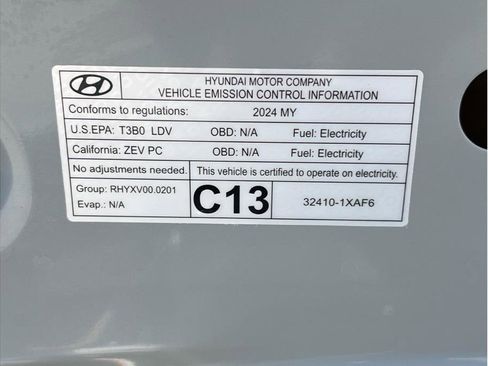 HYUNDAI MOTOR COMPANY
VEHICLE EMISSION CONTROL INFORMATION
Conforms to regulations: 2024 MY
U.S.EPA: T3B0 LDV OBD: N/A Fuel: Electricity
California: ZEV PC OBD: N/A Fuel: Electricity
No adjustments needed. This vehicle is certified to operate on electricity.
Group: RHYXV00.0201
Evap.: N/A
C13
32410-1XAF6